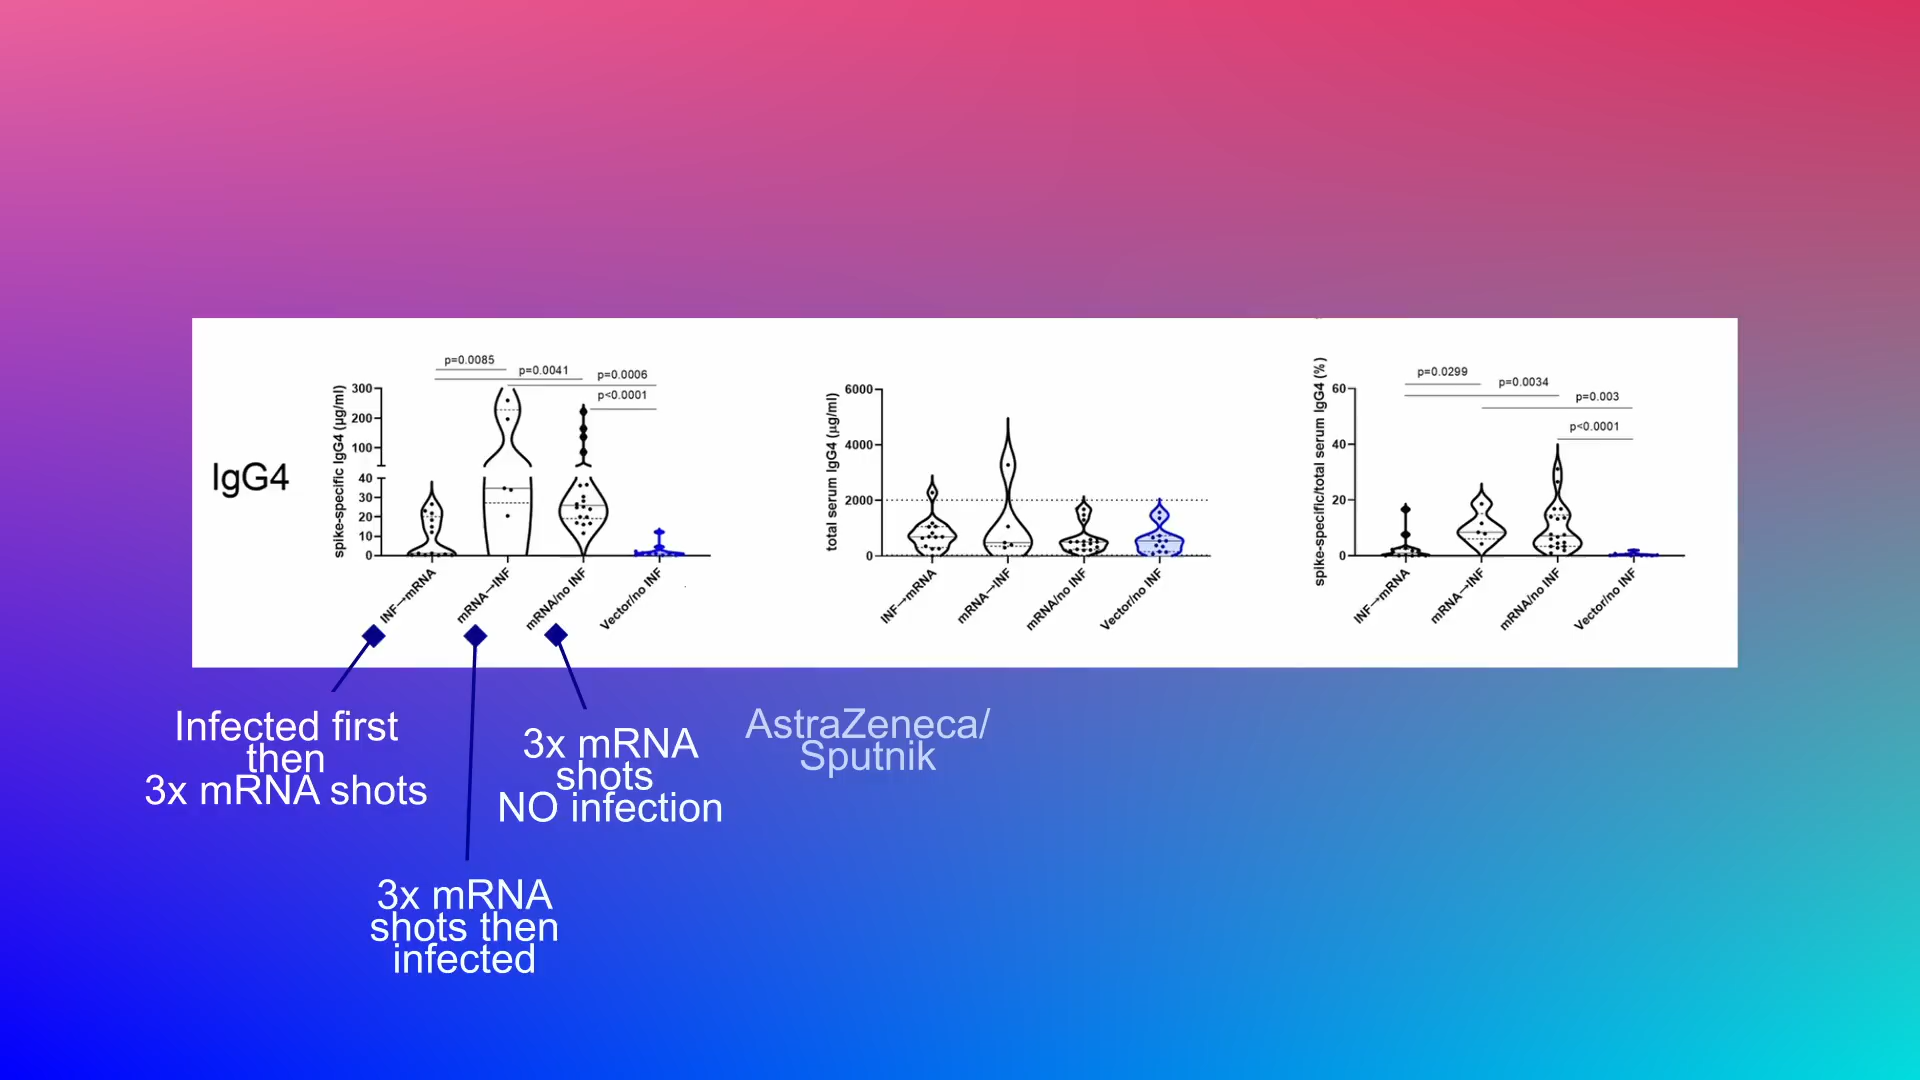 IgG4
spike-specific IgG4 (µg/ml)
300
200
100
40
30
20
10
0
p=0.0085
p=0.0041
p=0.0006
p<0.0001
INF→mRNA
mRNA→INF
mRNA/no INF
Vector/no INF
total serum IgG4 (µg/ml)
6000
4000
2000
0
INF→mRNA
mRNA→INF
mRNA/no INF
Vector/no INF
spike-specific/total serum IgG4 (%)
60
40
20
0
p=0.0299
p=0.0034
p=0.003
p<0.0001
INF→mRNA
mRNA→INF
mRNA/no INF
Vector/no INF
Infected first
then
3x mRNA shots
3x mRNA
shots then
infected
3x mRNA
shots
NO infection
AstraZeneca/
Sputnik